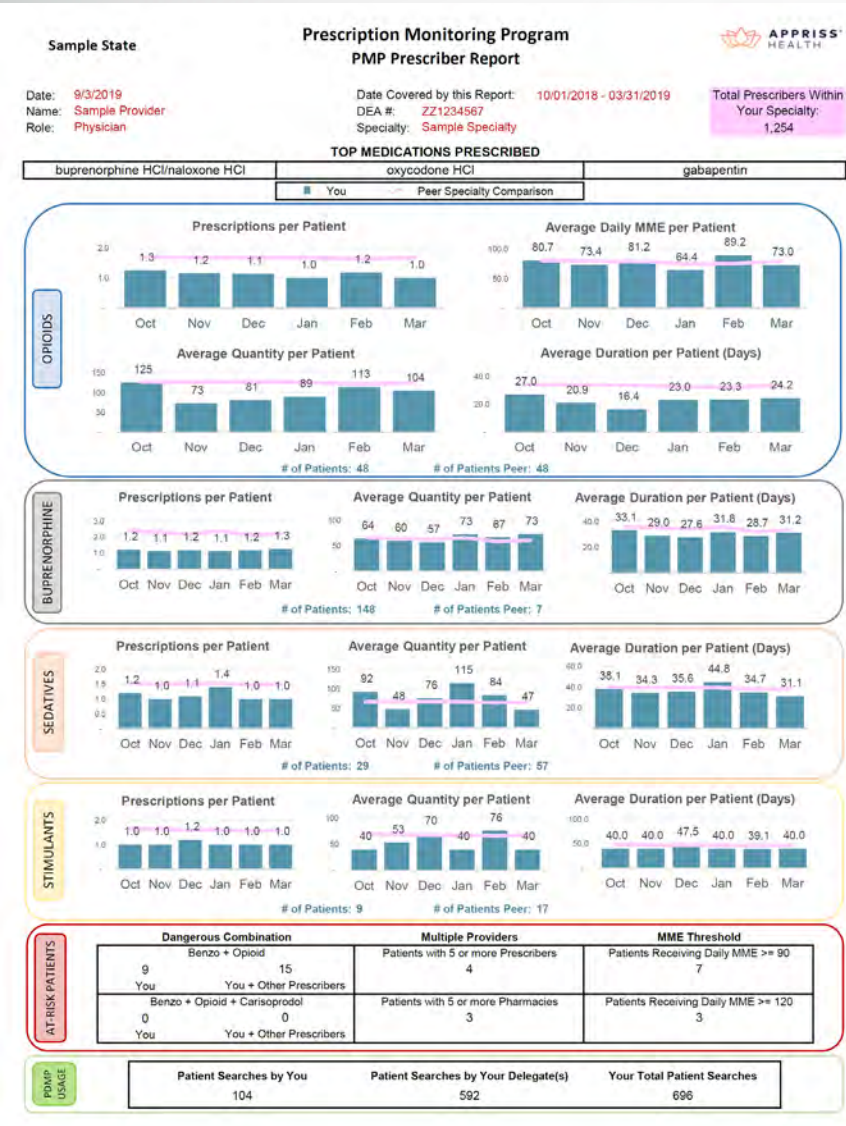 Sample State
Prescription Monitoring Program
PMP Prescriber Report
APPRISS
HEALTH
Date: 9/3/2019
Name: Sample Provider
Role: Physician
Date Covered by this Report: 10/01/2018 - 03/31/2019
DEA #: ZZ1234567
Specialty: Sample Specialty
Total Prescribers Within
Your Specialty:
1,254
TOP MEDICATIONS PRESCRIBED
buprenorphine HCl/naloxone HCl oxycodone HCl gabapentin
You Peer Specialty Comparison
OPIOIDS
Prescriptions per Patient
2.0
1.0
1.3 1.2 1.1 1.0 1.2 1.0
Oct Nov Dec Jan Feb Mar
Average Daily MME per Patient
100.0
50.0
80.7 73.4 81.2 64.4 89.2 73.0
Oct Nov Dec Jan Feb Mar
Average Quantity per Patient
150
100
50
125 73 81 89 113 104
Oct Nov Dec Jan Feb Mar
Average Duration per Patient (Days)
40.0
20.0
27.0 20.9 16.4 23.0 23.3 24.2
Oct Nov Dec Jan Feb Mar
# of Patients: 48 # of Patients Peer: 48
BUPRENORPHINE
Prescriptions per Patient
3.0
2.0
1.0
1.2 1.1 1.2 1.1 1.2 1.3
Oct Nov Dec Jan Feb Mar
Average Quantity per Patient
100
50
64 60 57 73 67 73
Oct Nov Dec Jan Feb Mar
Average Duration per Patient (Days)
40.0
20.0
33.1 29.0 27.6 31.8 28.7 31.2
Oct Nov Dec Jan Feb Mar
# of Patients: 148 # of Patients Peer: 7
SEDATIVES
Prescriptions per Patient
2.0
1.5
1.0
0.5
1.2 1.0 1.1 1.4 1.0 1.0
Oct Nov Dec Jan Feb Mar
Average Quantity per Patient
150
100
50
92 48 76 115 84 47
Oct Nov Dec Jan Feb Mar
Average Duration per Patient (Days)
60.0
40.0
20.0
38.1 34.3 35.6 44.8 34.7 31.1
Oct Nov Dec Jan Feb Mar
# of Patients: 29 # of Patients Peer: 57
STIMULANTS
Prescriptions per Patient
2.0
1.0
1.0 1.0 1.2 1.0 1.0 1.0
Oct Nov Dec Jan Feb Mar
Average Quantity per Patient
100
50
40 53 70 40 76 40
Oct Nov Dec Jan Feb Mar
Average Duration per Patient (Days)
100.0
50.0
40.0 40.0 47.5 40.0 39.1 40.0
Oct Nov Dec Jan Feb Mar
# of Patients: 9 # of Patients Peer: 17
AT-RISK PATIENTS
Dangerous Combination Multiple Providers MME Threshold
Benzo + Opioid Patients with 5 or more Prescribers Patients Receiving Daily MME >= 90
9 15 4 7
You You + Other Prescribers
Benzo + Opioid + Carisoprodol Patients with 5 or more Pharmacies Patients Receiving Daily MME >= 120
0 0 3 3
You You + Other Prescribers
PDMP
USAGE
Patient Searches by You Patient Searches by Your Delegate(s) Your Total Patient Searches
104 592 696